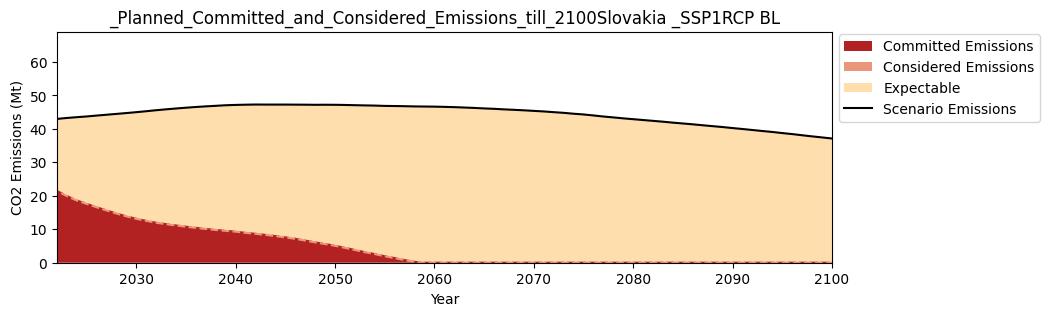 _Planned_Committed_and_Considered_Emissions_till_2100Slovakia _SSP1RCP BL
CO2 Emissions (Mt)
60
50
40
30
20
10
0
2030 2040 2050 2060 2070 2080 2090 2100
Year
Committed Emissions
Considered Emissions
Expectable
Scenario Emissions